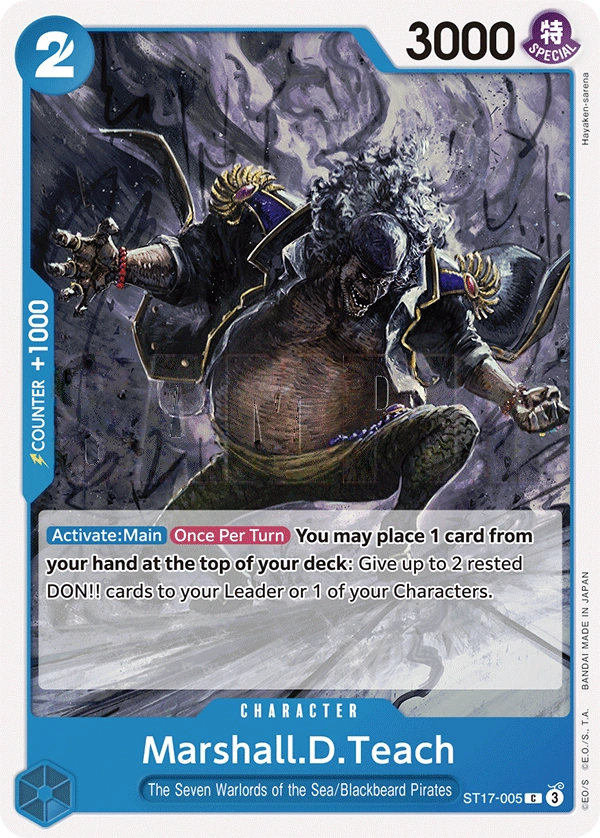 2
3000
特
SPECIAL
Hayaken-sarena
COUNTER +1000
SAMPLE
Activate:Main Once Per Turn You may place 1 card from
your hand at the top of your deck: Give up to 2 rested
DON!! cards to your Leader or 1 of your Characters.
CHARACTER
Marshall.D.Teach
The Seven Warlords of the Sea/Blackbeard Pirates
ST17-005 C 3
©E.O/S ©E.O./S., T.A. BANDAI MADE IN JAPAN